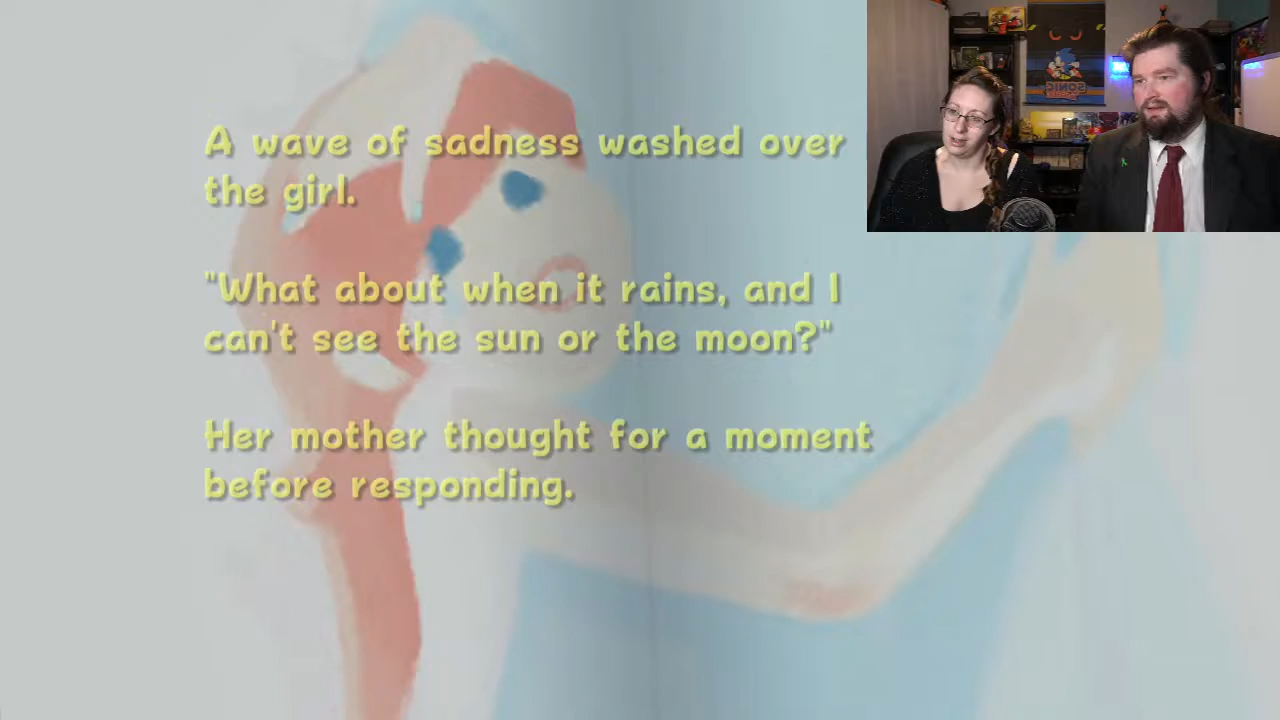 A wave of sadness washed over
the girl.
"What about when it rains, and I
can't see the sun or the moon?"
Her mother thought for a moment
before responding.
SONIC